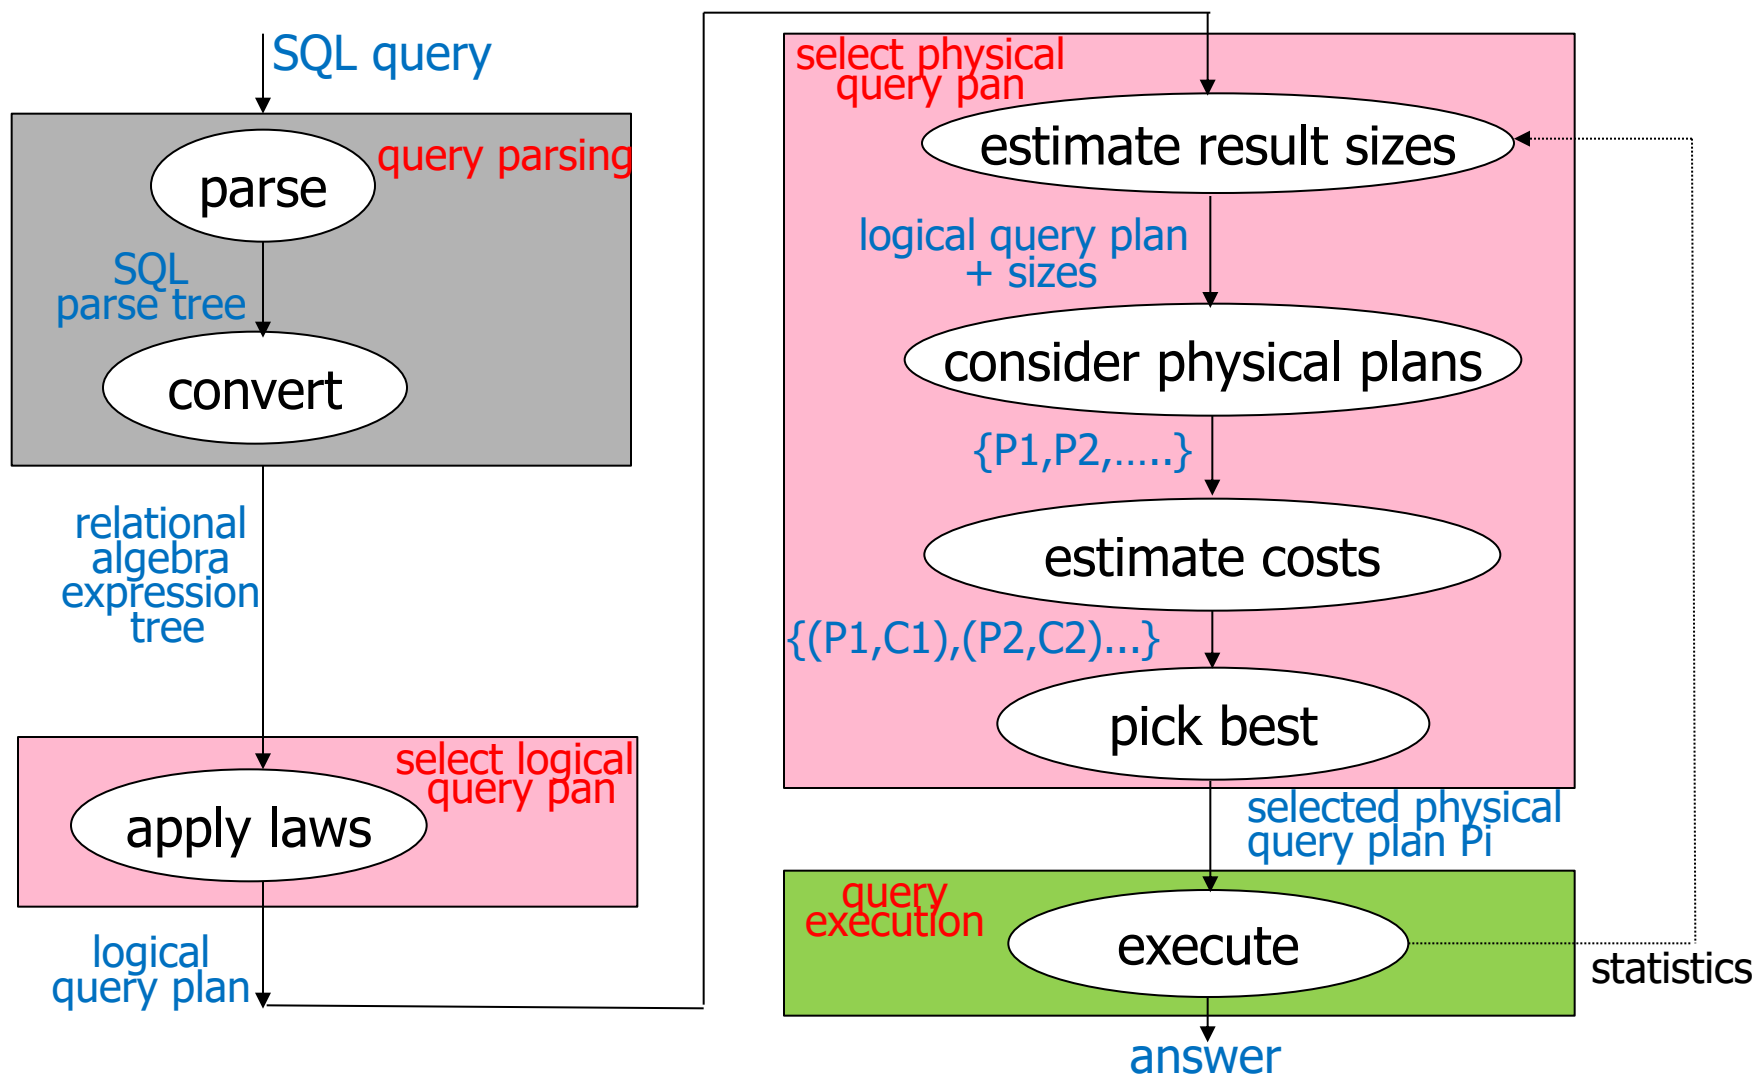 SQL query
query parsing
parse
SQL
parse tree
convert
relational
algebra
expression
tree
select logical
query pan
apply laws
logical
query plan
select physical
query pan
estimate result sizes
logical query plan
+ sizes
consider physical plans
{P1,P2,…..}
estimate costs
{(P1,C1),(P2,C2)...}
pick best
selected physical
query plan Pi
query
execution
execute
statistics
answer